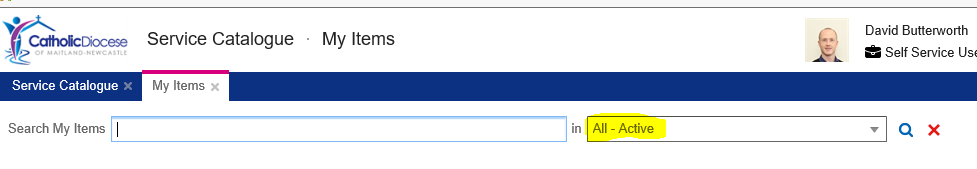 CatholicDiocese
OF MAITLAND-NEWCASTLE
Service Catalogue · My Items
David Butterworth
Self Service Use
Service Catalogue ×
My Items ×
Search My Items in All - Active